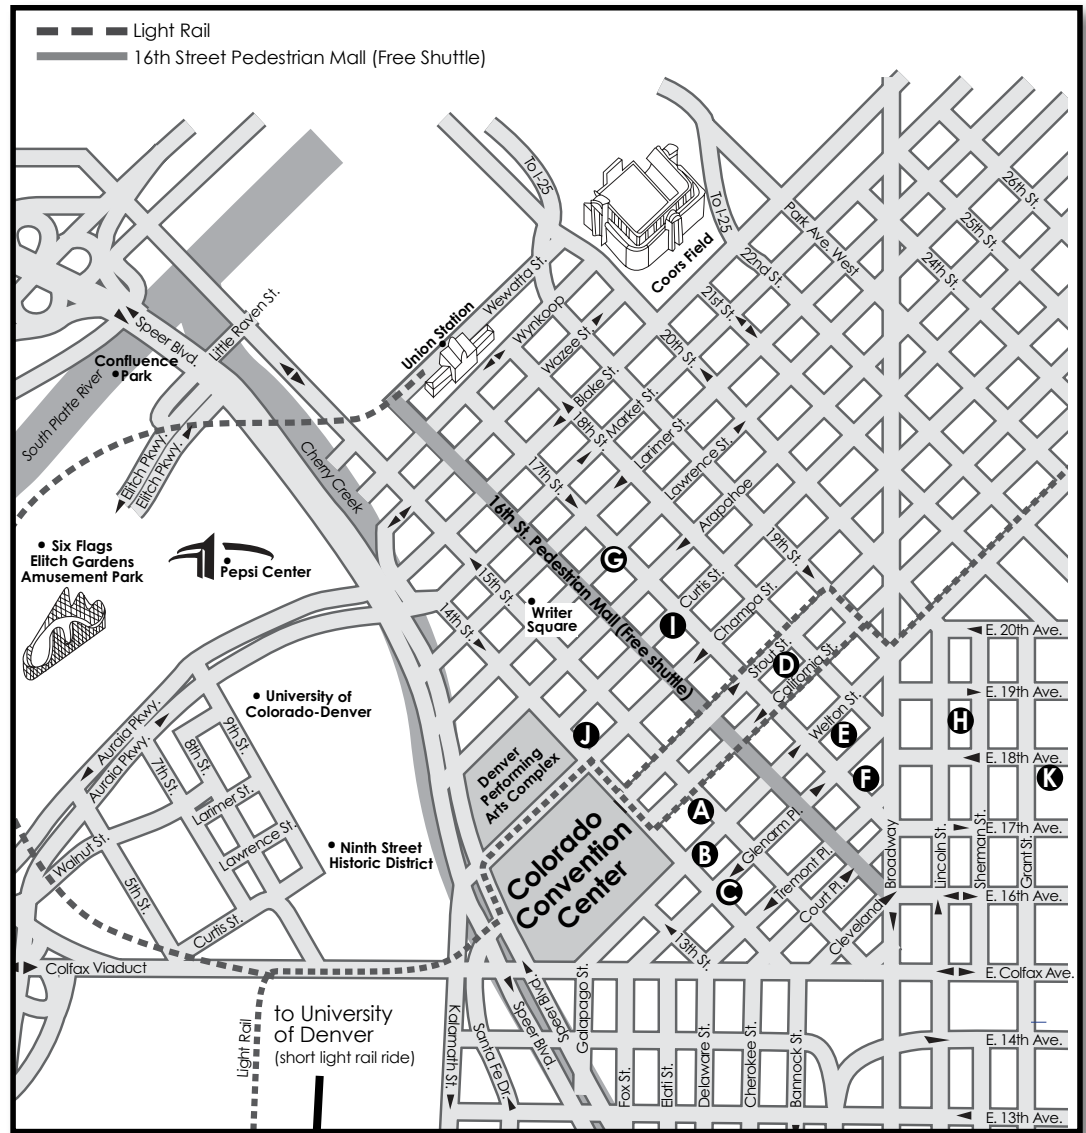 Light Rail
16th Street Pedestrian Mall (Free Shuttle)
To I-25
To I-25
Coors Field
Park Ave. West
26th St.
25th St.
24th St.
22nd St.
21st St.
20th St.
Wewatta St.
Wynkoop
Wazee St.
Blake St.
Market St.
18th St.
Larimer St.
Lawrence St.
Arapahoe
17th St.
19th St.
Union Station
Little Raven St.
Speer Blvd.
Confluence
Park
South Platte River
Elitch Pkwy.
Elitch Pkwy.
Cherry Creek
16th St. Pedestrian Mall (Free shuttle)
Six Flags
Elitch Gardens
Amusement Park
Pepsi Center
15th St.
14th St.
Writer
Square
Curtis St.
Champa St.
Stout St.
California St.
Welton St.
G
I
D
E
H
F
K
J
A
B
C
E. 20th Ave.
E. 19th Ave.
E. 18th Ave.
E. 17th Ave.
E. 16th Ave.
E. Colfax Ave.
E. 14th Ave.
E. 13th Ave.
University of
Colorado-Denver
Auraia Pkwy.
Auraia Pkwy.
9th St.
8th St.
7th St.
Larimer St.
Lawrence St.
Walnut St.
5th St.
Curtis St.
Ninth Street
Historic District
Denver
Performing
Arts Complex
Colorado
Convention
Center
Glenarm Pl.
Tremont Pl.
Court Pl.
Cleveland
Broadway
Lincoln St.
Sherman St.
Grant St.
13th St.
Colfax Viaduct
to University
of Denver
(short light rail ride)
Light Rail
Kalamath St.
Santa Fe Dr.
Speer Blvd.
Speer Blvd.
Galapago St.
Fox St.
Elati St.
Delaware St.
Cherokee St.
Bannock St.